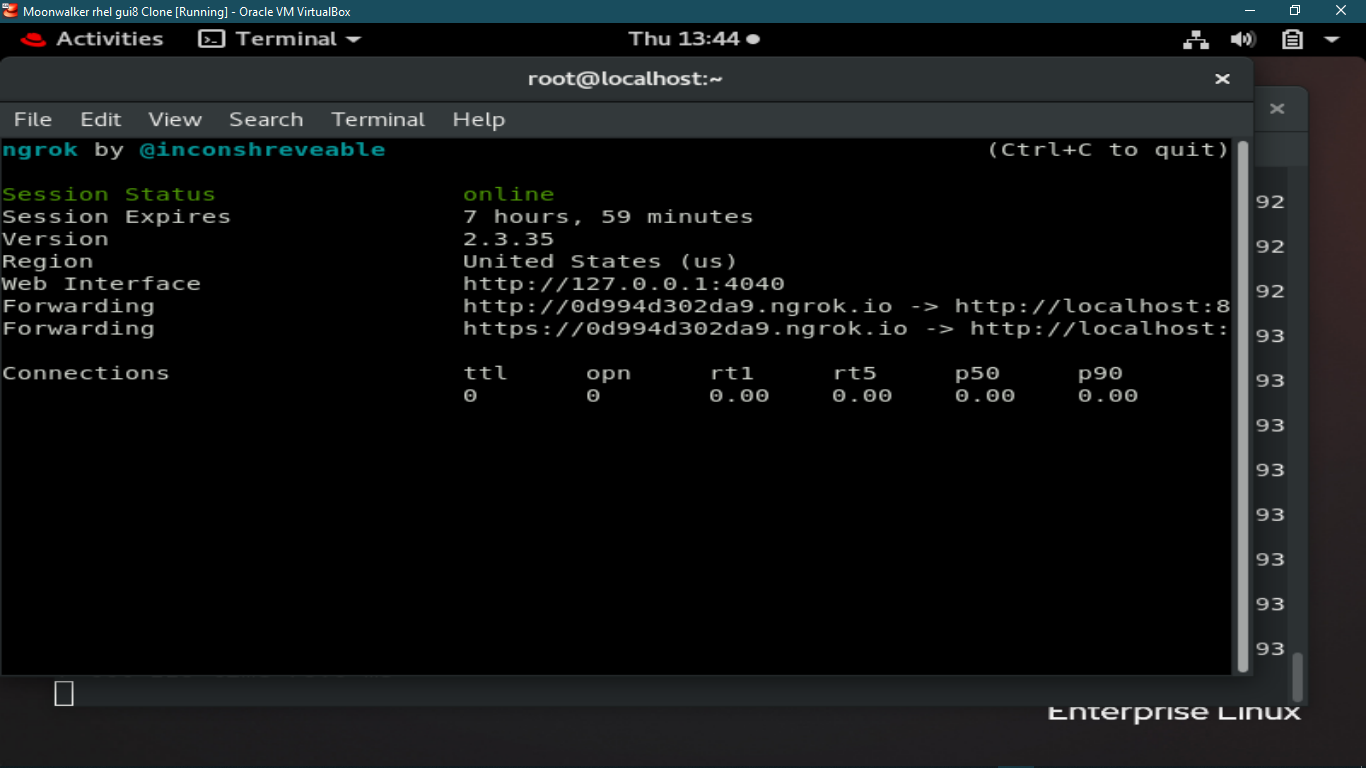 Moonwalker rhel gui8 Clone [Running] - Oracle VM VirtualBox
Activities Terminal Thu 13:44
root@localhost:~
File Edit View Search Terminal Help
ngrok by @inconshreveable (Ctrl+C to quit)
Session Status online
Session Expires 7 hours, 59 minutes
Version 2.3.35
Region United States (us)
Web Interface http://127.0.0.1:4040
Forwarding http://0d994d302da9.ngrok.io -> http://localhost:8
Forwarding https://0d994d302da9.ngrok.io -> http://localhost:
Connections ttl opn rt1 rt5 p50 p90
0 0 0.00 0.00 0.00 0.00
92
92
92
93
93
93
93
93
93
93
93
Enterprise Linux